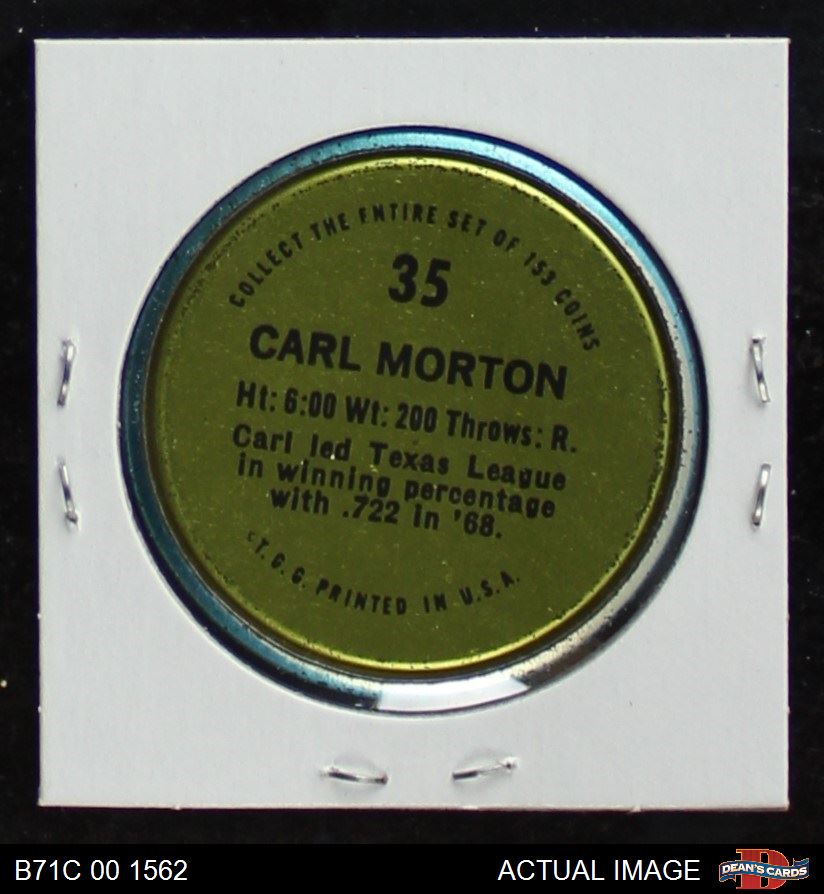 COLLECT THE ENTIRE SET OF 153 COINS
35
CARL MORTON
Ht: 6:00 Wt: 200 Throws: R.
Carl led Texas League
in winning percentage
with .722 in '68.
©T. C. G. PRINTED IN U.S.A.
B71C 00 1562
ACTUAL IMAGE
DEAN'S CARDS